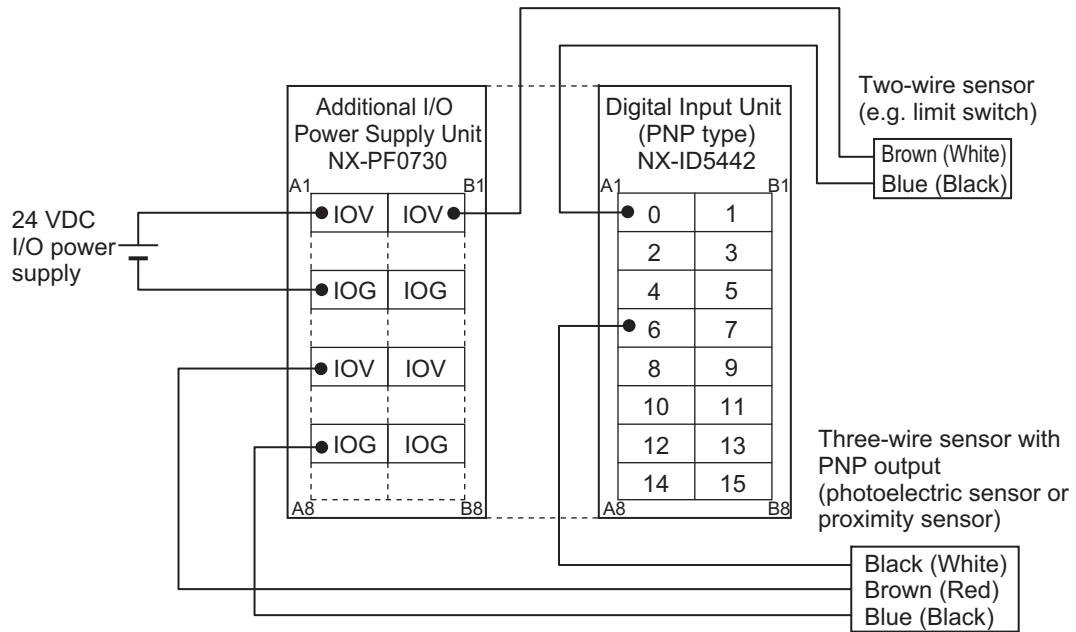 Additional I/O
Power Supply Unit
NX-PF0730
A1
B1
IOV
IOV
IOG
IOG
IOV
IOV
IOG
IOG
A8
B8
24 VDC
I/O power
supply
Digital Input Unit
(PNP type)
NX-ID5442
A1
B1
0
1
2
3
4
5
6
7
8
9
10
11
12
13
14
15
A8
B8
Two-wire sensor
(e.g. limit switch)
Brown (White)
Blue (Black)
Three-wire sensor with
PNP output
(photoelectric sensor or
proximity sensor)
Black (White)
Brown (Red)
Blue (Black)